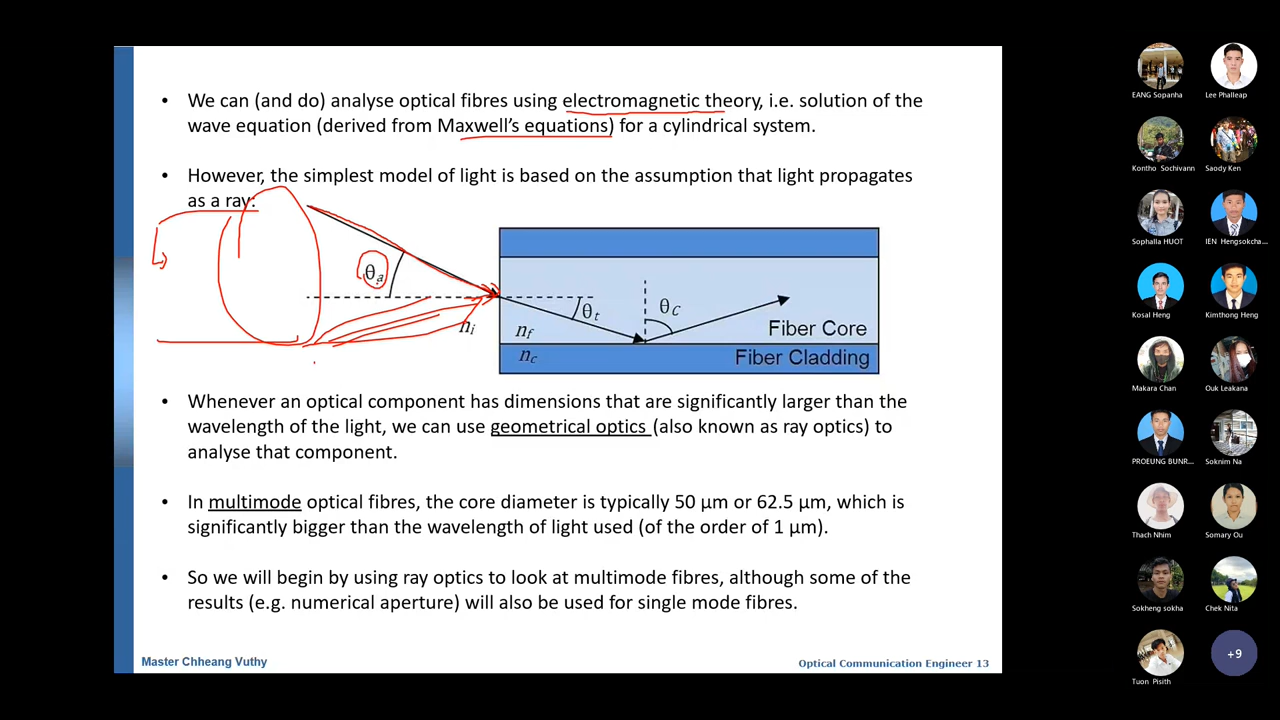 • We can (and do) analyse optical fibres using electromagnetic theory, i.e. solution of the
wave equation (derived from Maxwell's equations) for a cylindrical system.
• However, the simplest model of light is based on the assumption that light propagates
as a ray:
θa
θt
θC
ni
nf
Fiber Core
nc
Fiber Cladding
• Whenever an optical component has dimensions that are significantly larger than the
wavelength of the light, we can use geometrical optics (also known as ray optics) to
analyse that component.
• In multimode optical fibres, the core diameter is typically 50 µm or 62.5 µm, which is
significantly bigger than the wavelength of light used (of the order of 1 µm).
• So we will begin by using ray optics to look at multimode fibres, although some of the
results (e.g. numerical aperture) will also be used for single mode fibres.
Master Chheang Vuthy
Optical Communication Engineer 13
EANG Sopanha
Lee Phalleap
Kontho Sochivann
Saody Ken
Sophalla HUOT
IEN Hengsokcha...
Kosal Heng
Kimthong Heng
Makara Chan
Ouk Leakana
PROEUNG BUNR...
Soknim Na
Thach Nhim
Somary Ou
Sokheng sokha
Chek Nita
Tuon Pisith
+9